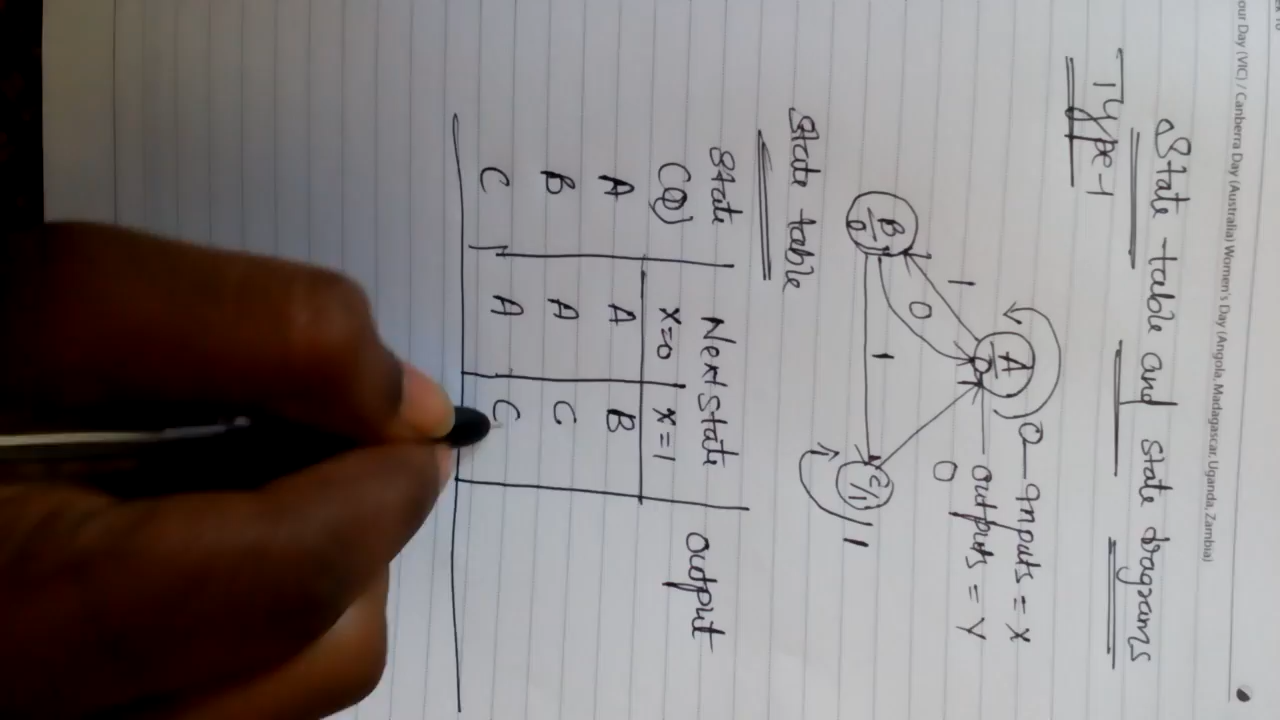 EK 10
our Day (VIC) / Canberra Day (Australia) Women's Day (Angola, Madagascar, Uganda, Zambia)
State table and state diagrams
Type-1
A
0
0 inputs = X
outputs = Y
1
0
0
B
0
1
C/1
1
State table
State Next state output
(Q) X=0 X=1
A A B
B A C
C A C